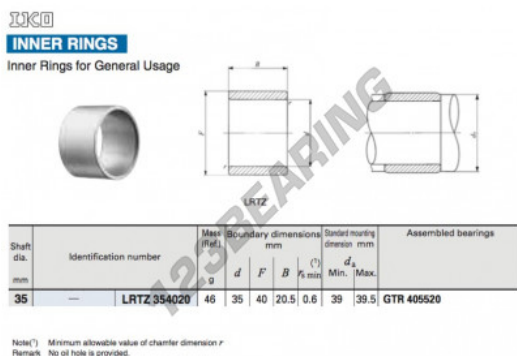 IKO
INNER RINGS
Inner Rings for General Usage
B
F
r
r
d
dₐ
LRTZ
123BEARING
Shaft dia. mm
Identification number
Mass (Ref.) g
Boundary dimensions mm
d F B rₛ min (¹)
Standard mounting dimension mm
dₐ
Min. Max.
Assembled bearings
35 — LRTZ 354020 46 35 40 20.5 0.6 39 39.5 GTR 405520
Note(¹) Minimum allowable value of chamfer dimension r
Remark No oil hole is provided.